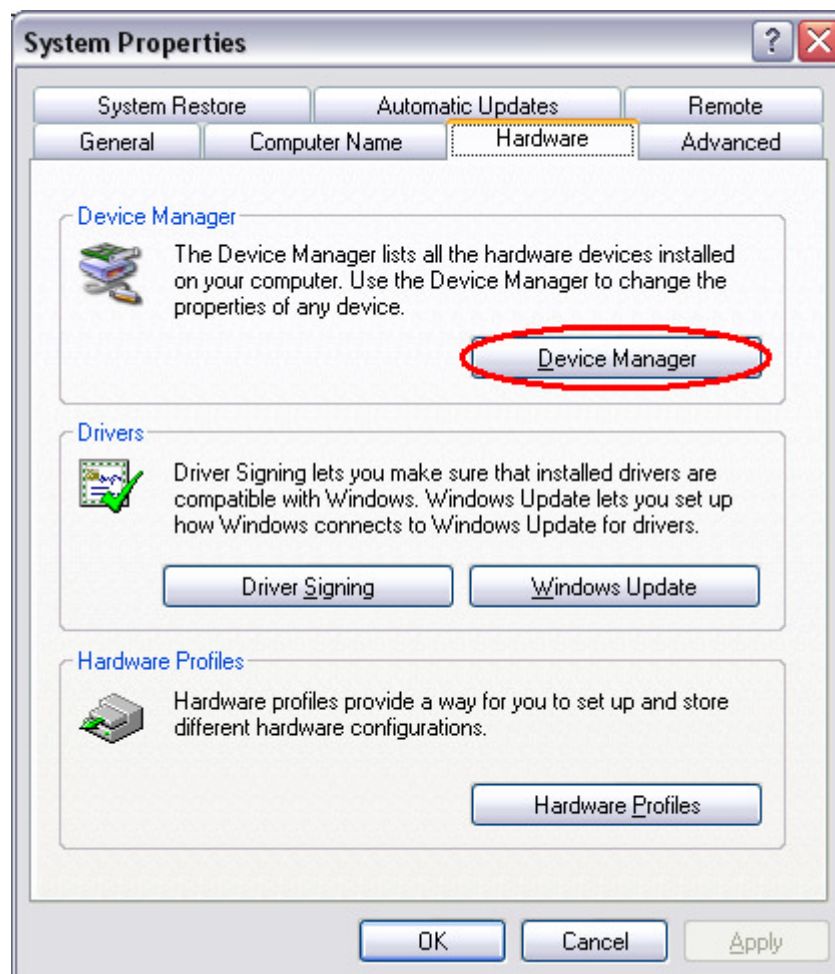 System Properties
?
System Restore Automatic Updates Remote
General Computer Name Hardware Advanced
Device Manager
The Device Manager lists all the hardware devices installed
on your computer. Use the Device Manager to change the
properties of any device.
Device Manager
Drivers
Driver Signing lets you make sure that installed drivers are
compatible with Windows. Windows Update lets you set up
how Windows connects to Windows Update for drivers.
Driver Signing Windows Update
Hardware Profiles
Hardware profiles provide a way for you to set up and store
different hardware configurations.
Hardware Profiles
OK Cancel Apply